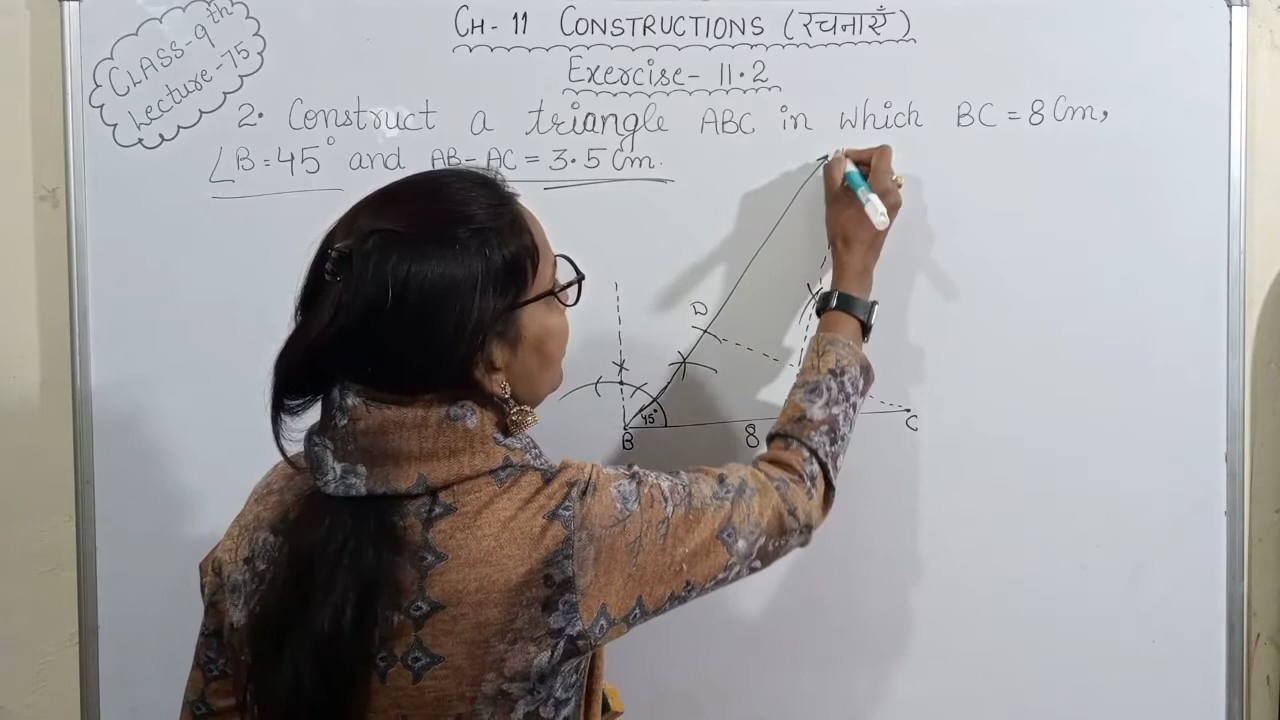 CLASS-9th
Lecture-75
CH-11 CONSTRUCTIONS (रचनाएँ)
Exercise-11.2
2. Construct a triangle ABC in which BC = 8 Cm,
∠B = 45° and AB - AC = 3.5 Cm.
D
45°
B
8
C